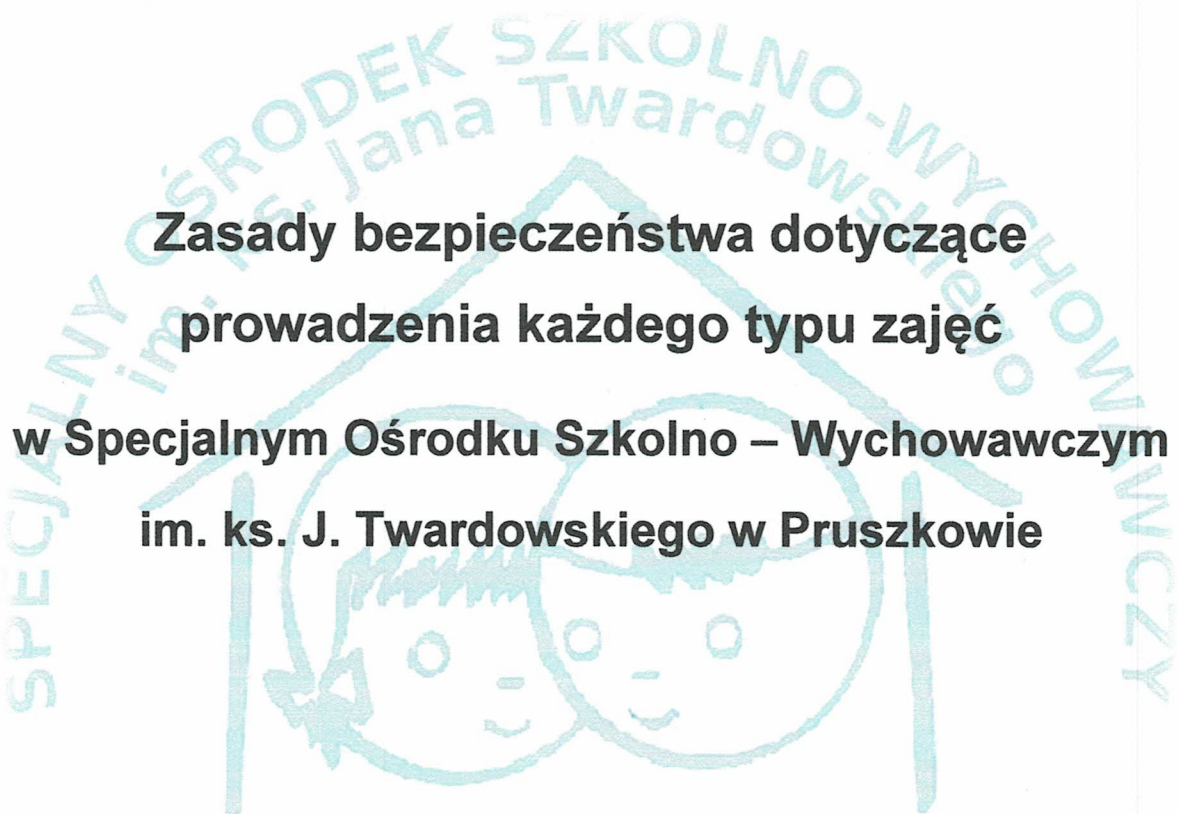 SPECJALNY OŚRODEK SZKOLNO-WYCHOWAWCZY
im. ks. Jana Twardowskiego
Zasady bezpieczeństwa dotyczące
prowadzenia każdego typu zajęć
w Specjalnym Ośrodku Szkolno – Wychowawczym
im. ks. J. Twardowskiego w Pruszkowie